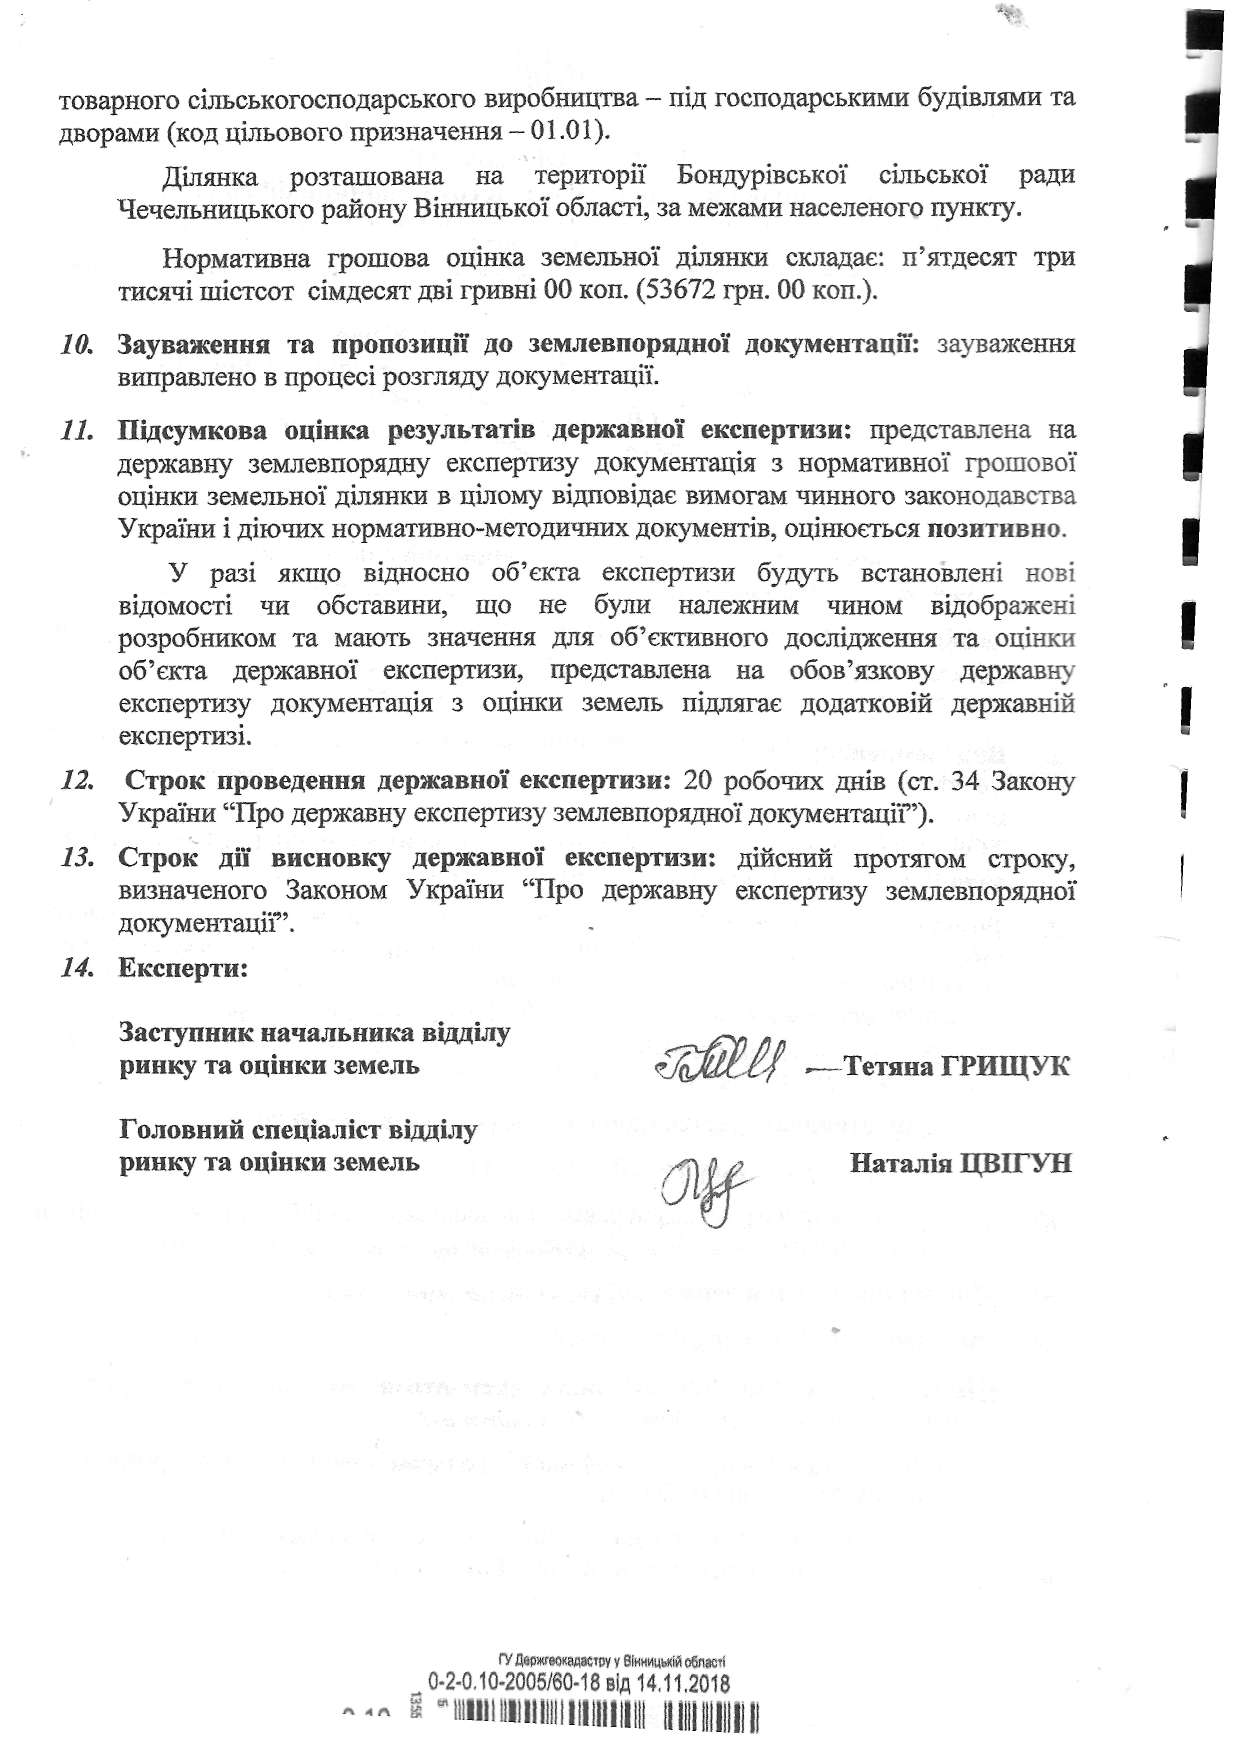 товарного сільськогосподарського виробництва – під господарськими будівлями та
дворами (код цільового призначення – 01.01).
Ділянка розташована на території Бондурівської сільської ради
Чечельницького району Вінницької області, за межами населеного пункту.
Нормативна грошова оцінка земельної ділянки складає: п’ятдесят три
тисячі шістсот сімдесят дві гривні 00 коп. (53672 грн. 00 коп.).
10. Зауваження та пропозиції до землевпорядної документації: зауваження
виправлено в процесі розгляду документації.
11. Підсумкова оцінка результатів державної експертизи: представлена на
державну землевпорядну експертизу документація з нормативної грошової
оцінки земельної ділянки в цілому відповідає вимогам чинного законодавства
України і діючих нормативно-методичних документів, оцінюється позитивно.
У разі якщо відносно об’єкта експертизи будуть встановлені нові
відомості чи обставини, що не були належним чином відображені
розробником та мають значення для об’єктивного дослідження та оцінки
об’єкта державної експертизи, представлена на обов’язкову державну
експертизу документація з оцінки земель підлягає додатковій державній
експертизі.
12. Строк проведення державної експертизи: 20 робочих днів (ст. 34 Закону
України “Про державну експертизу землевпорядної документації”).
13. Строк дії висновку державної експертизи: дійсний протягом строку,
визначеного Законом України “Про державну експертизу землевпорядної
документації”.
14. Експерти:
Заступник начальника відділу
ринку та оцінки земель Тетяна ГРИЩУК
Головний спеціаліст відділу
ринку та оцінки земель Наталія ЦВІГУН
ГУ Держгеокадастру у Вінницькій області
0-2-0.10-2005/60-18 від 14.11.2018